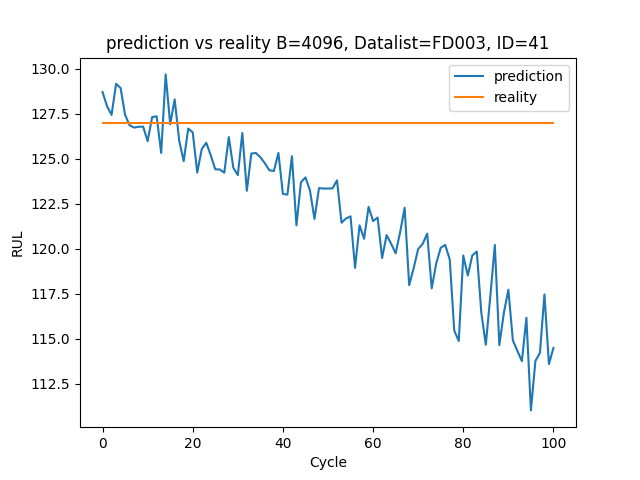 prediction vs reality B=4096, Datalist=FD003, ID=41
prediction
reality
130.0
127.5
125.0
122.5
120.0
117.5
115.0
112.5
RUL
0 20 40 60 80 100
Cycle